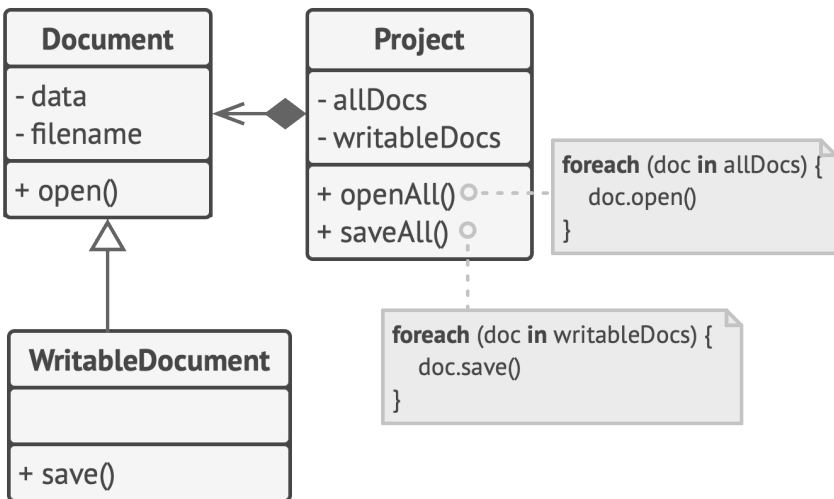 Document
- data
- filename
+ open()
Project
- allDocs
- writableDocs
+ openAll()
+ saveAll()
foreach (doc in allDocs) {
doc.open()
}
foreach (doc in writableDocs) {
doc.save()
}
WritableDocument
+ save()